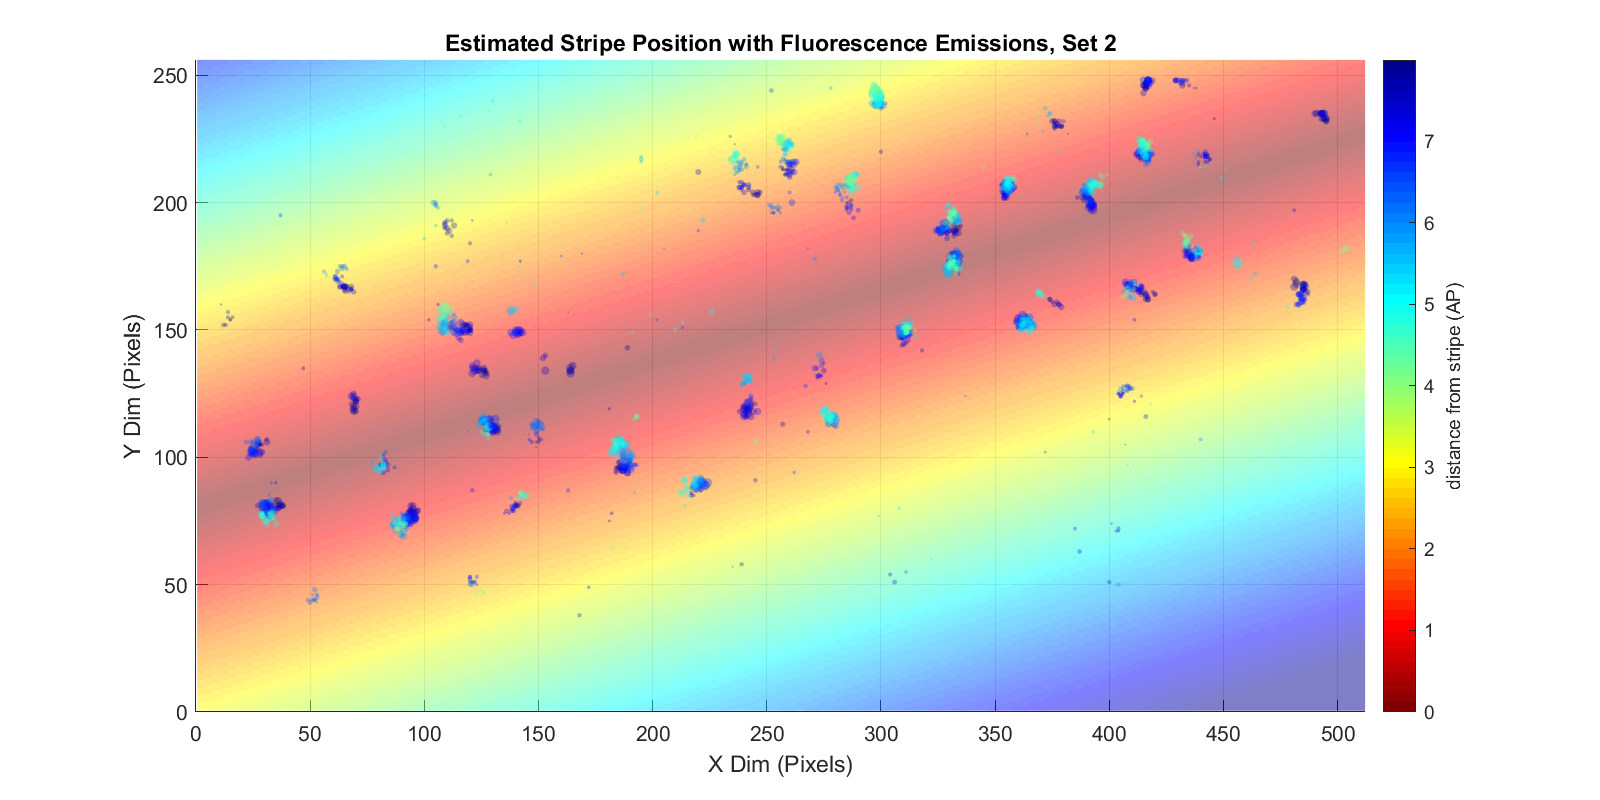 Estimated Stripe Position with Fluorescence Emissions, Set 2
250
200
150
100
50
0
Y Dim (Pixels)
0 50 100 150 200 250 300 350 400 450 500
X Dim (Pixels)
7
6
5
4
3
2
1
0
distance from stripe (AP)